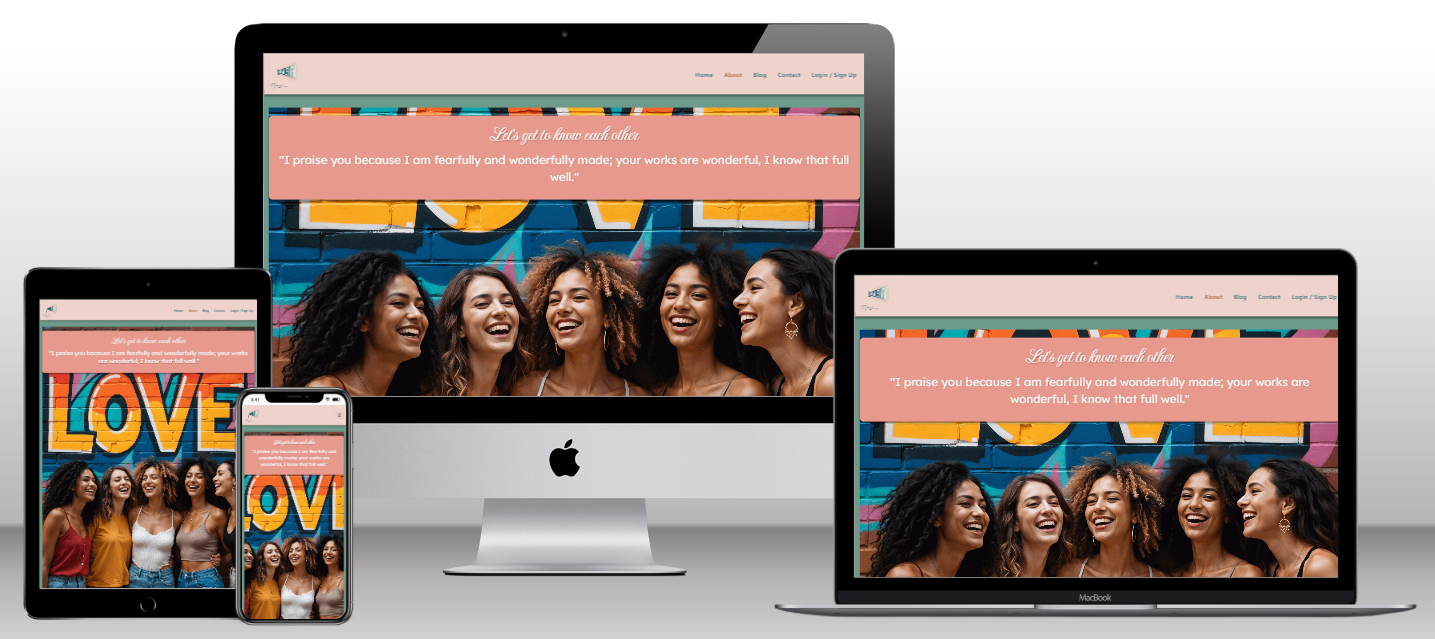 Home About Blog Contact Login / Sign Up
Let's get to know each other
"I praise you because I am fearfully and wonderfully made; your works are wonderful, I know that full
well."
LOVE
Home About Blog Contact Login / Sign Up
Let's get to know each other
"I praise you because I am fearfully and wonderfully made; your works
are wonderful, I know that full well."
LOVE
9:41
Let's get to know each other
"I praise you because I am fearfully and
wonderfully made; your works are
wonderful, I know that full well."
LOVE
Home About Blog Contact Login / Sign Up
Let's get to know each other
"I praise you because I am fearfully and wonderfully made; your works are
wonderful, I know that full well."
LOVE
MacBook